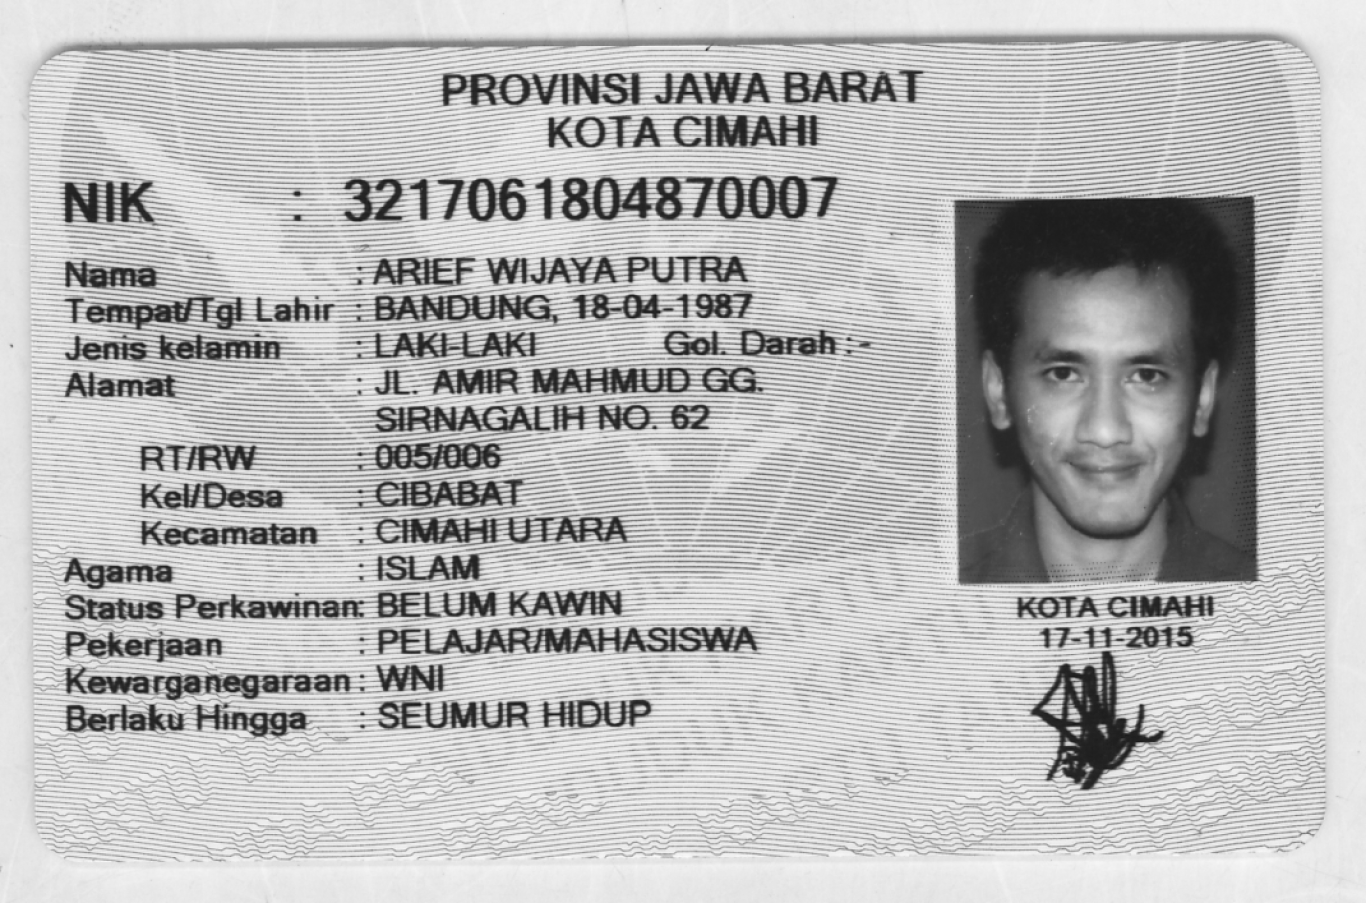 PROVINSI JAWA BARAT
KOTA CIMAHI
NIK : 3217061804870007
Nama : ARIEF WIJAYA PUTRA
Tempat/Tgl Lahir : BANDUNG, 18-04-1987
Jenis kelamin : LAKI-LAKI Gol. Darah : -
Alamat : JL. AMIR MAHMUD GG.
SIRNAGALIH NO. 62
RT/RW : 005/006
Kel/Desa : CIBABAT
Kecamatan : CIMAHI UTARA
Agama : ISLAM
Status Perkawinan: BELUM KAWIN
Pekerjaan : PELAJAR/MAHASISWA
Kewarganegaraan : WNI
Berlaku Hingga : SEUMUR HIDUP
KOTA CIMAHI
17-11-2015